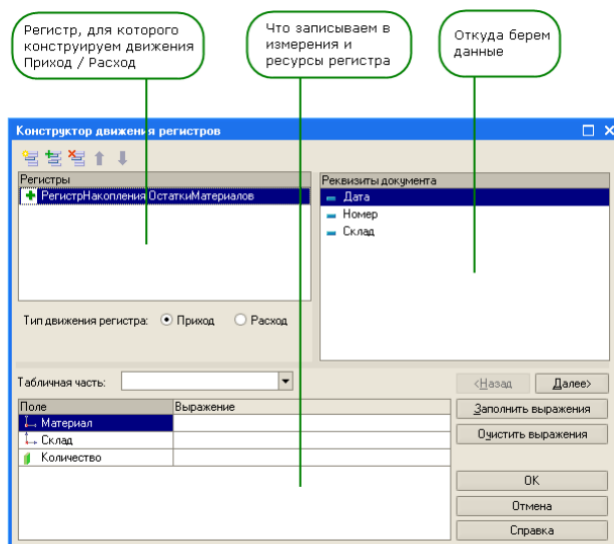 Регистр, для которого
конструируем движения
Приход / Расход
Что записываем в
измерения и
ресурсы регистра
Откуда берем
данные
Конструктор движения регистров
Регистры
РегистрНакопления.ОстаткиМатериалов
Реквизиты документа
Дата
Номер
Склад
Тип движения регистра: Приход Расход
Табличная часть:
<Назад Далее>
Поле Выражение
Материал
Склад
Количество
Заполнить выражения
Очистить выражения
OK
Отмена
Справка